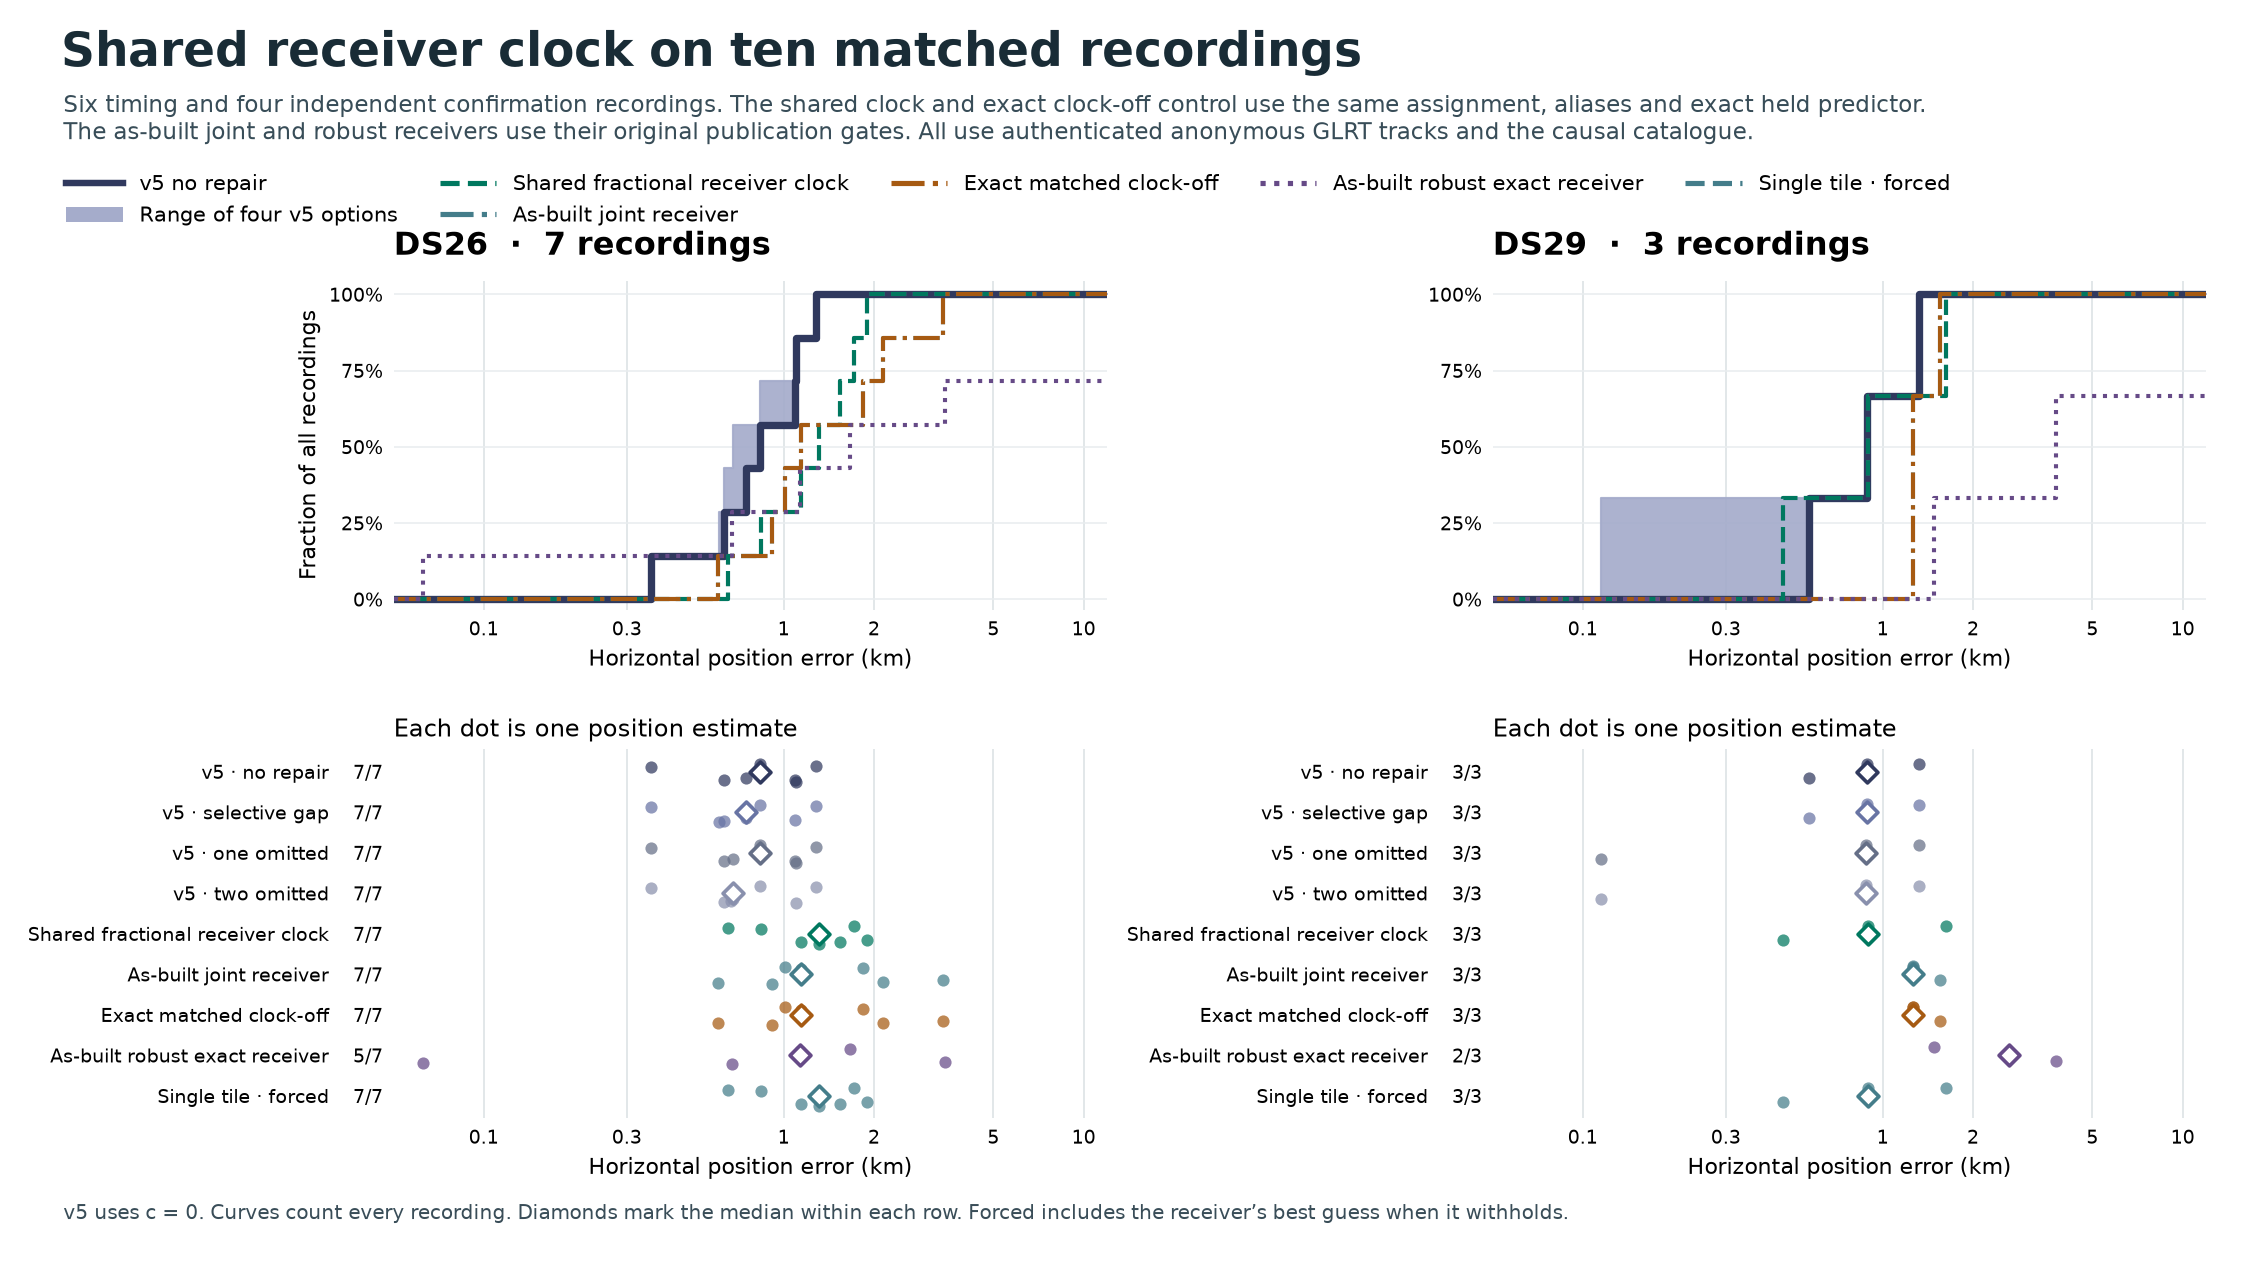 Shared receiver clock on ten matched recordings
Six timing and four independent confirmation recordings. The shared clock and exact clock-off control use the same assignment, aliases and exact held predictor.
The as-built joint and robust receivers use their original publication gates. All use authenticated anonymous GLRT tracks and the causal catalogue.
v5 no repair
Shared fractional receiver clock
Exact matched clock-off
As-built robust exact receiver
Single tile · forced
Range of four v5 options
As-built joint receiver
DS26 · 7 recordings
Fraction of all recordings
100%
75%
50%
25%
0%
0.1 0.3 1 2 5 10
Horizontal position error (km)
DS29 · 3 recordings
100%
75%
50%
25%
0%
0.1 0.3 1 2 5 10
Horizontal position error (km)
Each dot is one position estimate
v5 · no repair 7/7
v5 · selective gap 7/7
v5 · one omitted 7/7
v5 · two omitted 7/7
Shared fractional receiver clock 7/7
As-built joint receiver 7/7
Exact matched clock-off 7/7
As-built robust exact receiver 5/7
Single tile · forced 7/7
0.1 0.3 1 2 5 10
Horizontal position error (km)
Each dot is one position estimate
v5 · no repair 3/3
v5 · selective gap 3/3
v5 · one omitted 3/3
v5 · two omitted 3/3
Shared fractional receiver clock 3/3
As-built joint receiver 3/3
Exact matched clock-off 3/3
As-built robust exact receiver 2/3
Single tile · forced 3/3
0.1 0.3 1 2 5 10
Horizontal position error (km)
v5 uses c = 0. Curves count every recording. Diamonds mark the median within each row. Forced includes the receiver’s best guess when it withholds.